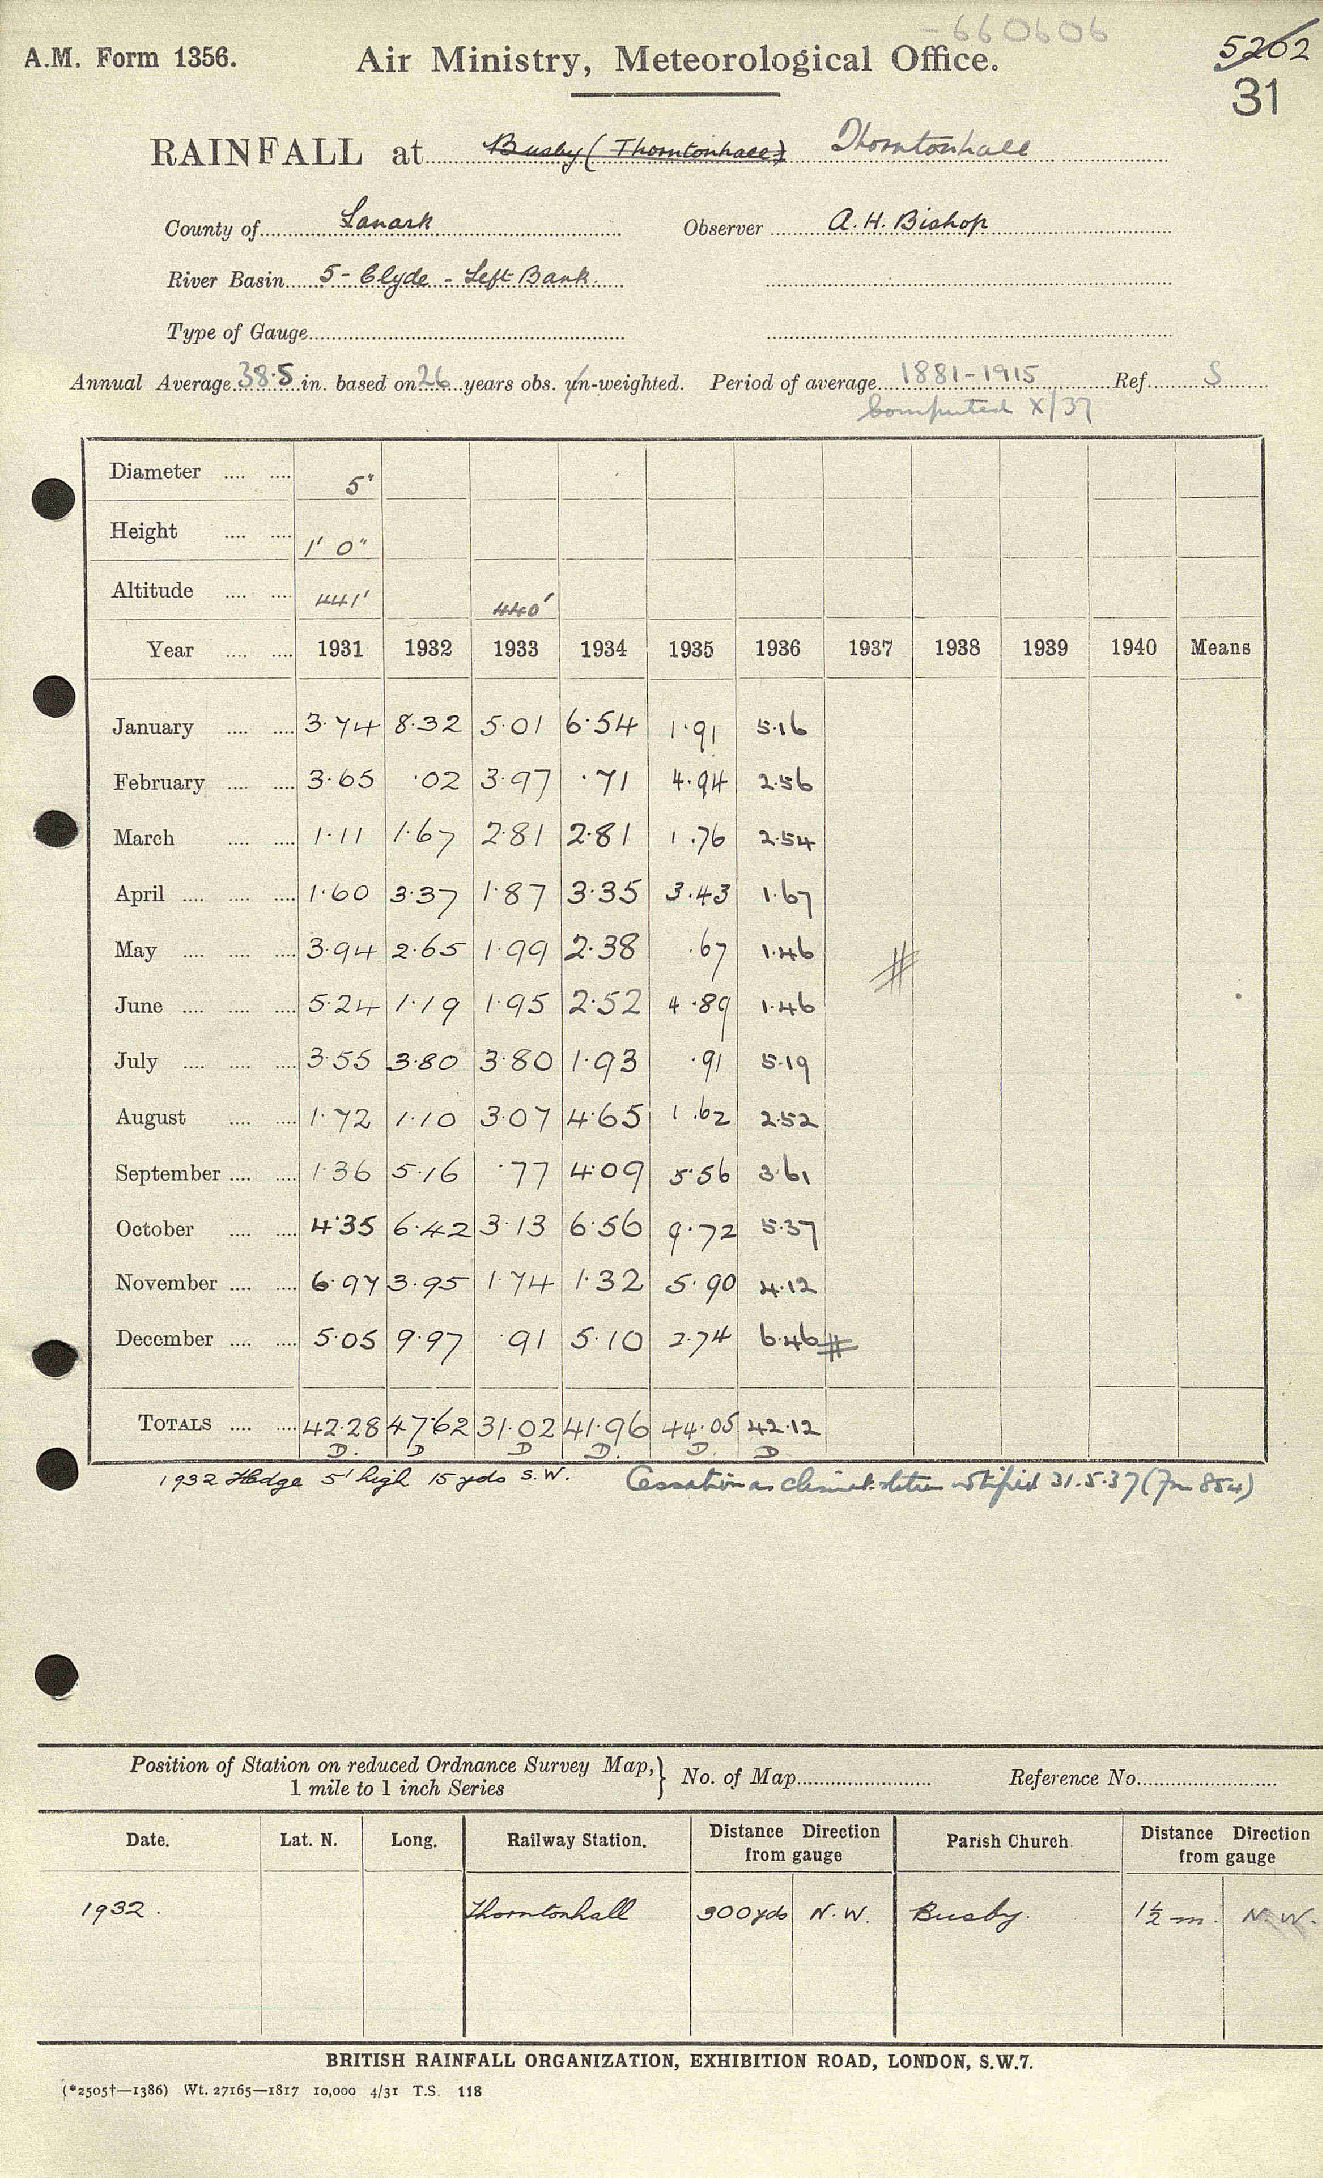 -660606
A.M. Form 1356. Air Ministry, Meteorological Office. 5202
31
RAINFALL at Busby (Thorntonhall) Thorntonhall
County of Lanark Observer A. H. Bishop
River Basin 5 - Clyde - Left Bank.
Type of Gauge
Annual Average 38.5 in. based on 26 years obs. un-weighted. Period of average 1881-1915 Ref S
Computed X/37
Diameter .... .... 5"
Height .... .... 1' 0"
Altitude .... .... 441' 440'
Year .... .... 1931 1932 1933 1934 1935 1936 1937 1938 1939 1940 Means
January .... .... 3.74 8.32 5.01 6.54 1.91 5.16
February .... .... 3.65 .02 3.97 .71 4.94 2.56
March .... .... 1.11 1.67 2.81 2.81 1.76 2.54
April .... .... .... 1.60 3.37 1.87 3.35 3.43 1.67
May .... .... .... 3.94 2.65 1.99 2.38 .67 1.46
June .... .... .... 5.24 1.19 1.95 2.52 4.89 1.46
July .... .... .... 3.55 3.80 3.80 1.93 .91 5.19
August .... .... 1.72 1.10 3.07 4.65 1.62 2.52
September .... .... 1.36 5.16 .77 4.09 5.56 3.61
October .... .... 4.35 6.42 3.13 6.56 9.72 5.37
November .... .... 6.97 3.95 1.74 1.32 5.90 4.12
December .... .... 5.05 9.97 .91 5.10 2.74 6.46 #
TOTALS .... .... 42.28 47.62 31.02 41.96 44.05 42.12
D. D D D. D. D
1932 Hedge 5' high 15 yds S.W. Cessation as climat. station notified 31.5.37 (Fm 854)
Position of Station on reduced Ordnance Survey Map,} No. of Map Reference No.
1 mile to 1 inch Series
Date. Lat. N. Long. Railway Station. Distance Direction from gauge Parish Church. Distance Direction from gauge
1932. Thorntonhall 300 yds N.W. Busby. 1½ m. N.W.
BRITISH RAINFALL ORGANIZATION, EXHIBITION ROAD, LONDON, S.W.7.
(*2505†—1386) Wt. 27165—1817 10,000 4/31 T.S. 118